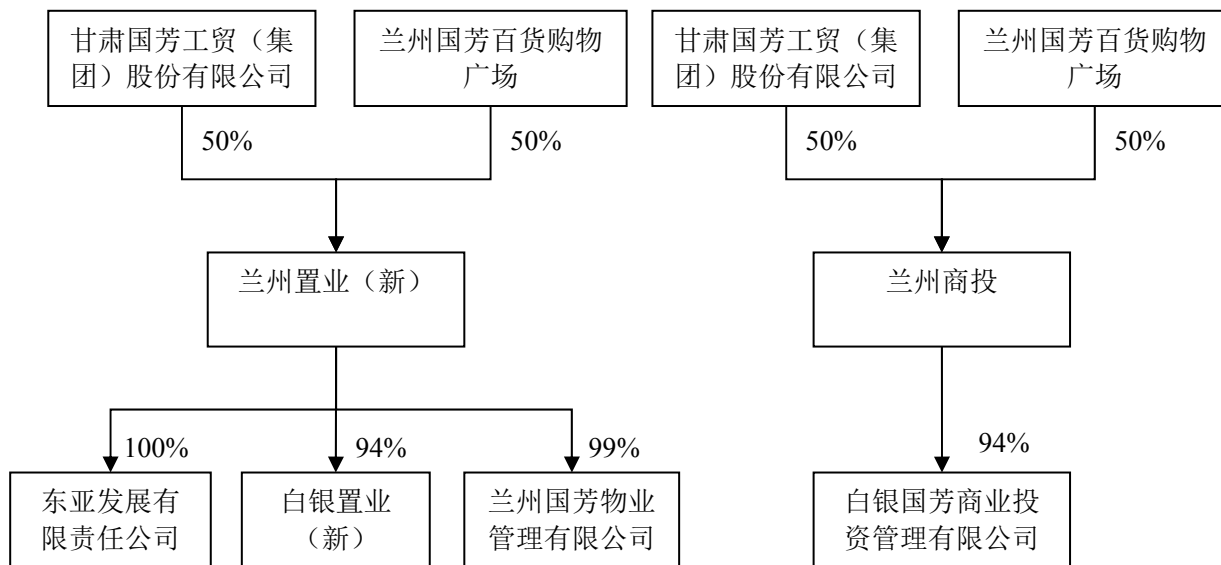 甘肃国芳工贸（集
团）股份有限公司
兰州国芳百货购物
广场
甘肃国芳工贸（集
团）股份有限公司
兰州国芳百货购物
广场
50%
50%
50%
50%
兰州置业（新）
兰州商投
100%
94%
99%
94%
东亚发展有
限责任公司
白银置业
（新）
兰州国芳物业
管理有限公司
白银国芳商业投
资管理有限公司